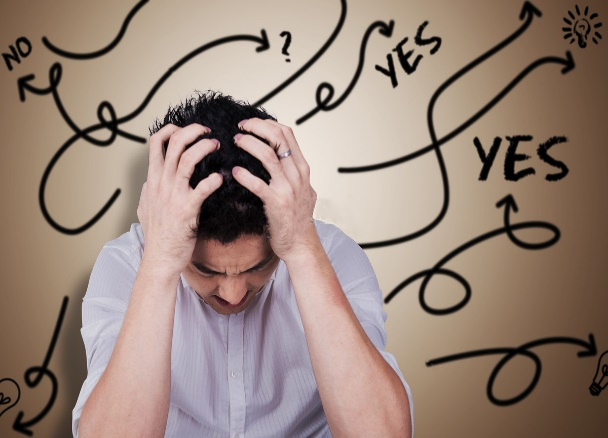 NO
?
YES
YES